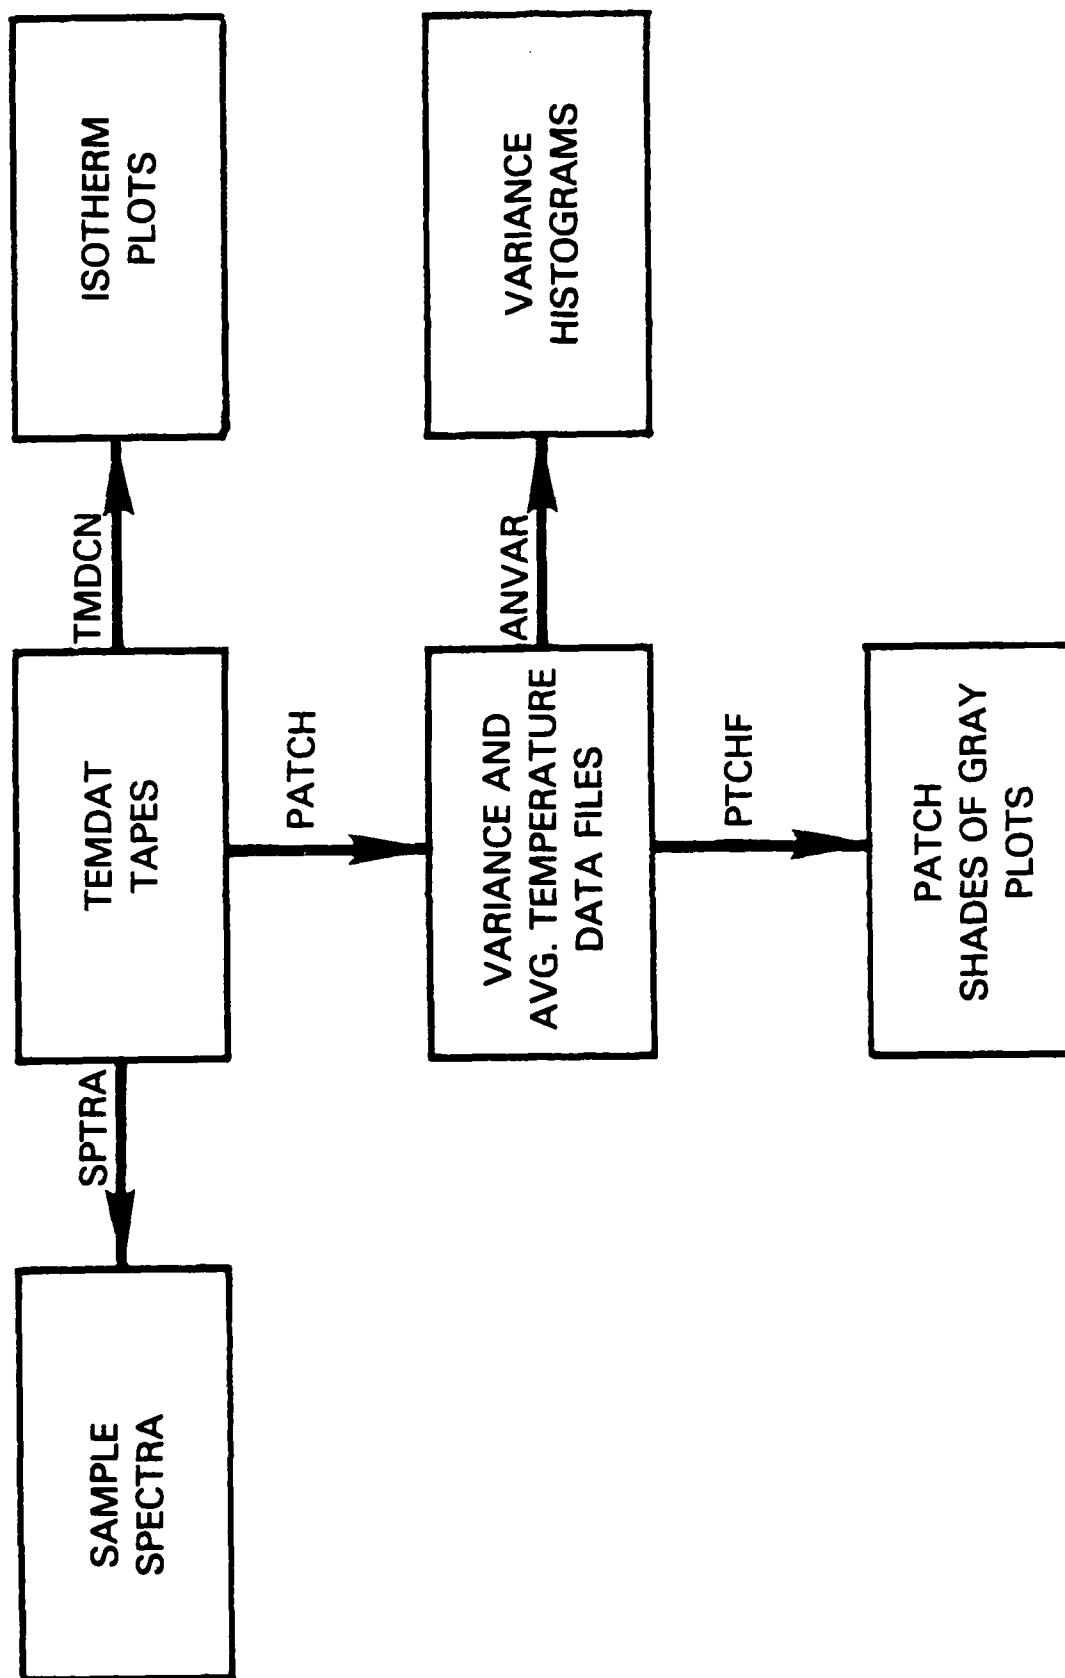 SAMPLE
SPECTRA
SPTRA
TEMDAT
TAPES
TMDCN
ISOTHERM
PLOTS
PATCH
VARIANCE AND
AVG. TEMPERATURE
DATA FILES
ANVAR
VARIANCE
HISTOGRAMS
PTCHF
PATCH
SHADES OF GRAY
PLOTS